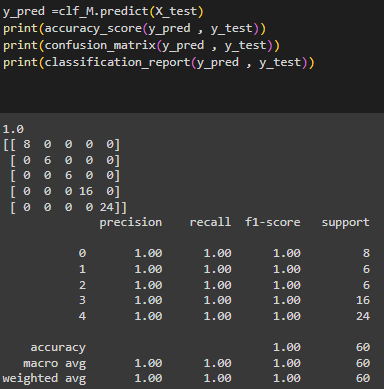 y_pred =clf_M.predict(X_test)
print(accuracy_score(y_pred , y_test))
print(confusion_matrix(y_pred , y_test))
print(classification_report(y_pred , y_test))
1.0
[[ 8  0  0  0  0]
 [ 0  6  0  0  0]
 [ 0  0  6  0  0]
 [ 0  0  0 16  0]
 [ 0  0  0  0 24]]
              precision    recall  f1-score   support
           0       1.00      1.00      1.00         8
           1       1.00      1.00      1.00         6
           2       1.00      1.00      1.00         6
           3       1.00      1.00      1.00        16
           4       1.00      1.00      1.00        24
    accuracy                           1.00        60
   macro avg       1.00      1.00      1.00        60
weighted avg       1.00      1.00      1.00        60